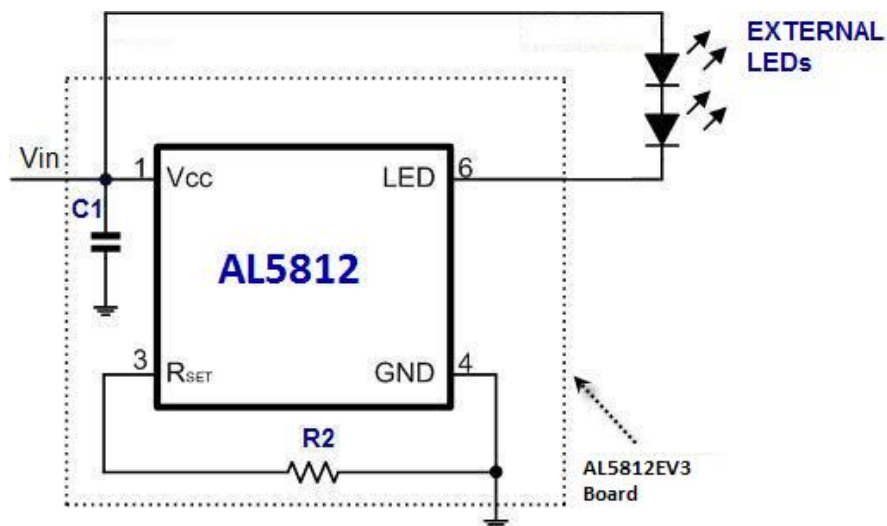 EXTERNAL
LEDs
Vin
1
Vcc
LED
6
C1
AL5812
3
RSET
GND
4
R2
AL5812EV3
Board